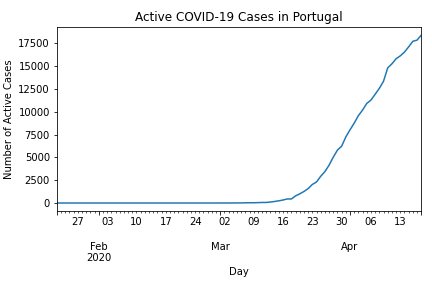 Active COVID-19 Cases in Portugal
Number of Active Cases
17500
15000
12500
10000
7500
5000
2500
0
27 03 10 17 24 02 09 16 23 30 06 13
Feb Mar Apr
2020
Day